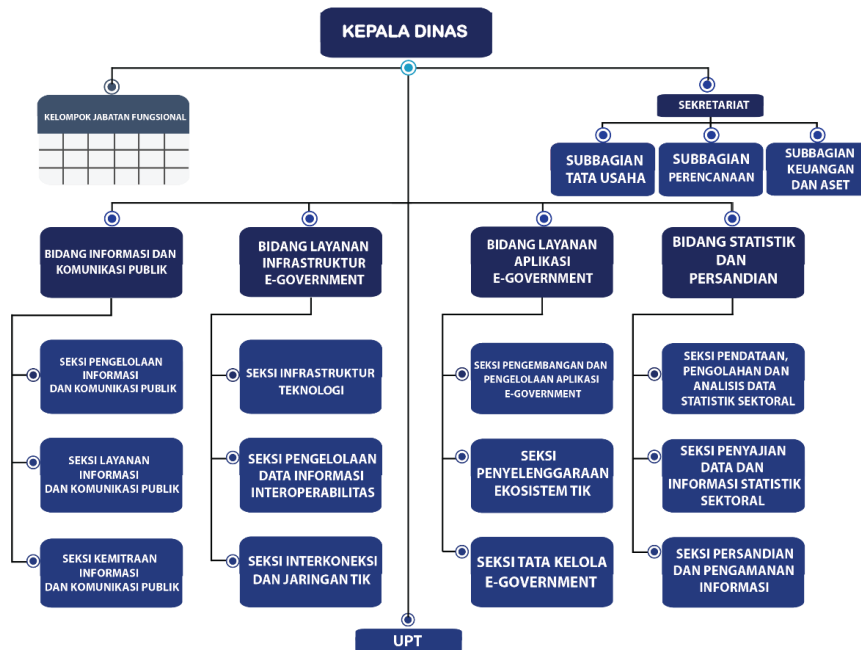 KEPALA DINAS
KELOMPOK JABATAN FUNGSIONAL
SEKRETARIAT
SUBBAGIAN
TATA USAHA
SUBBAGIAN
PERENCANAAN
SUBBAGIAN
KEUANGAN
DAN ASET
BIDANG INFORMASI DAN
KOMUNIKASI PUBLIK
BIDANG LAYANAN
INFRASTRUKTUR
E-GOVERNMENT
BIDANG LAYANAN
APLIKASI
E-GOVERNMENT
BIDANG STATISTIK
DAN
PERSANDIAN
SEKSI PENGELOLAAN
INFORMASI
DAN KOMUNIKASI PUBLIK
SEKSI INFRASTRUKTUR
TEKNOLOGI
SEKSI PENGEMBANGAN DAN
PENGELOLAAN APLIKASI
E-GOVERNMENT
SEKSI PENDATAAN,
PENGOLAHAN DAN
ANALISIS DATA
STATISTIK SEKTORAL
SEKSI LAYANAN
INFORMASI
DAN KOMUNIKASI PUBLIK
SEKSI PENGELOLAAN
DATA INFORMASI
INTEROPERABILITAS
SEKSI
PENYELENGGARAAN
EKOSISTEM TIK
SEKSI PENYAJIAN
DATA DAN
INFORMASI STATISTIK
SEKTORAL
SEKSI KEMITRAAN
INFORMASI
DAN KOMUNIKASI PUBLIK
SEKSI INTERKONEKSI
DAN JARINGAN TIK
SEKSI TATA KELOLA
E-GOVERNMENT
SEKSI PERSANDIAN
DAN PENGAMANAN
INFORMASI
UPT